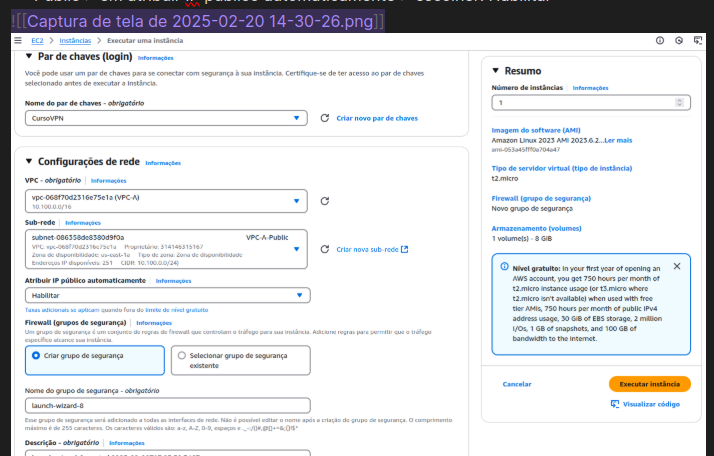 ![[Captura de tela de 2025-02-20 14-30-26.png]]
EC2 > Instâncias > Executar uma instância
Par de chaves (login) Informações
Você pode usar um par de chaves para se conectar com segurança à sua instância. Certifique-se de ter acesso ao par de chaves
selecionado antes de executar a instância.
Nome do par de chaves - obrigatório
CursoVPN
Criar novo par de chaves
Configurações de rede Informações
VPC - obrigatório | Informações
vpc-068f70d2316e75e1a (VPC-A)
10.100.0.0/16
Sub-rede | Informações
subnet-086358de8380d9f0a VPC-A-Public
VPC: vpc-068f70d2316e75c1a Proprietário: 314146315167
Zona de disponibilidade: us-east-1a Tipo de zona: Zona de disponibilidade
Endereços IP disponíveis: 251 CIDR: 10.100.0.0/24)
Criar nova sub-rede
Atribuir IP público automaticamente | Informações
Habilitar
Taxas adicionais se aplicam quando fora do limite de nível gratuito
Firewall (grupos de segurança) | Informações
Um grupo de segurança é um conjunto de regras de firewall que controlam o tráfego para sua instância. Adicione regras para permitir que o tráfego
específico alcance sua instância.
Criar grupo de segurança
Selecionar grupo de segurança
existente
Nome do grupo de segurança - obrigatório
launch-wizard-8
Esse grupo de segurança será adicionado a todas as interfaces de rede. Não é possível editar o nome após a criação do grupo de segurança. O comprimento
máximo é de 255 caracteres. Os caracteres válidos são: a-z, A-Z, 0-9, espaços e ._-:/()#,@[]+=&;{}!$*
Descrição - obrigatório | Informações
Resumo
Número de instâncias | Informações
1
Imagem do software (AMI)
Amazon Linux 2023 AMI 2023.6.2...Ler mais
ami-053a45fff0a704a47
Tipo de servidor virtual (tipo de instância)
t2.micro
Firewall (grupo de segurança)
Novo grupo de segurança
Armazenamento (volumes)
1 volume(s) - 8 GiB
Nível gratuito: In your first year of opening an
AWS account, you get 750 hours per month of
t2.micro instance usage (or t3.micro where
t2.micro isn't available) when used with free
tier AMIs, 750 hours per month of public IPv4
address usage, 30 GiB of EBS storage, 2 million
I/Os, 1 GB of snapshots, and 100 GB of
bandwidth to the internet.
Cancelar
Executar instância
Visualizar código